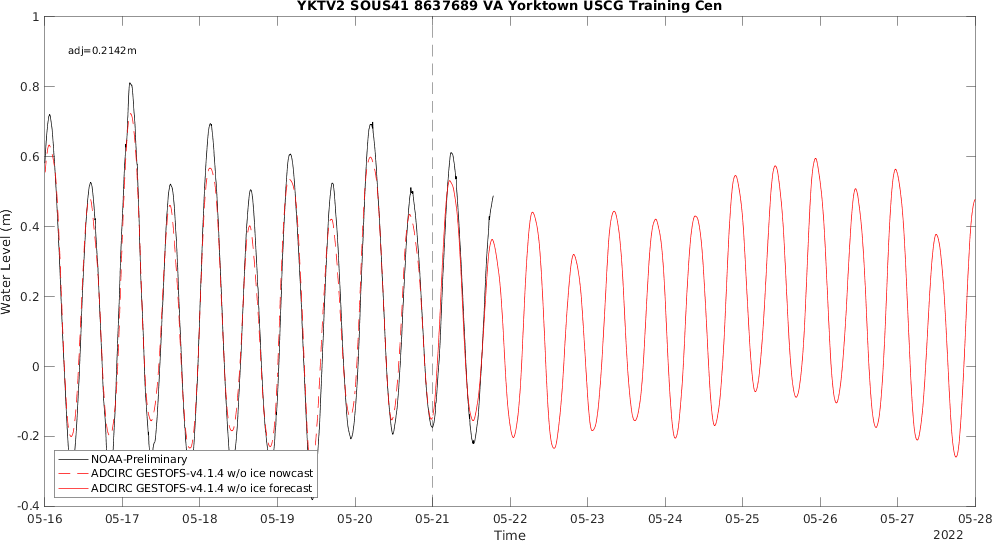 YKTV2 SOUS41 8637689 VA Yorktown USCG Training Cen
adj=0.2142m
1
0.8
0.6
0.4
0.2
0
-0.2
-0.4
Water Level (m)
NOAA-Preliminary
ADCIRC GESTOFS-v4.1.4 w/o ice nowcast
ADCIRC GESTOFS-v4.1.4 w/o ice forecast
05-16 05-17 05-18 05-19 05-20 05-21 05-22 05-23 05-24 05-25 05-26 05-27 05-28
Time
2022